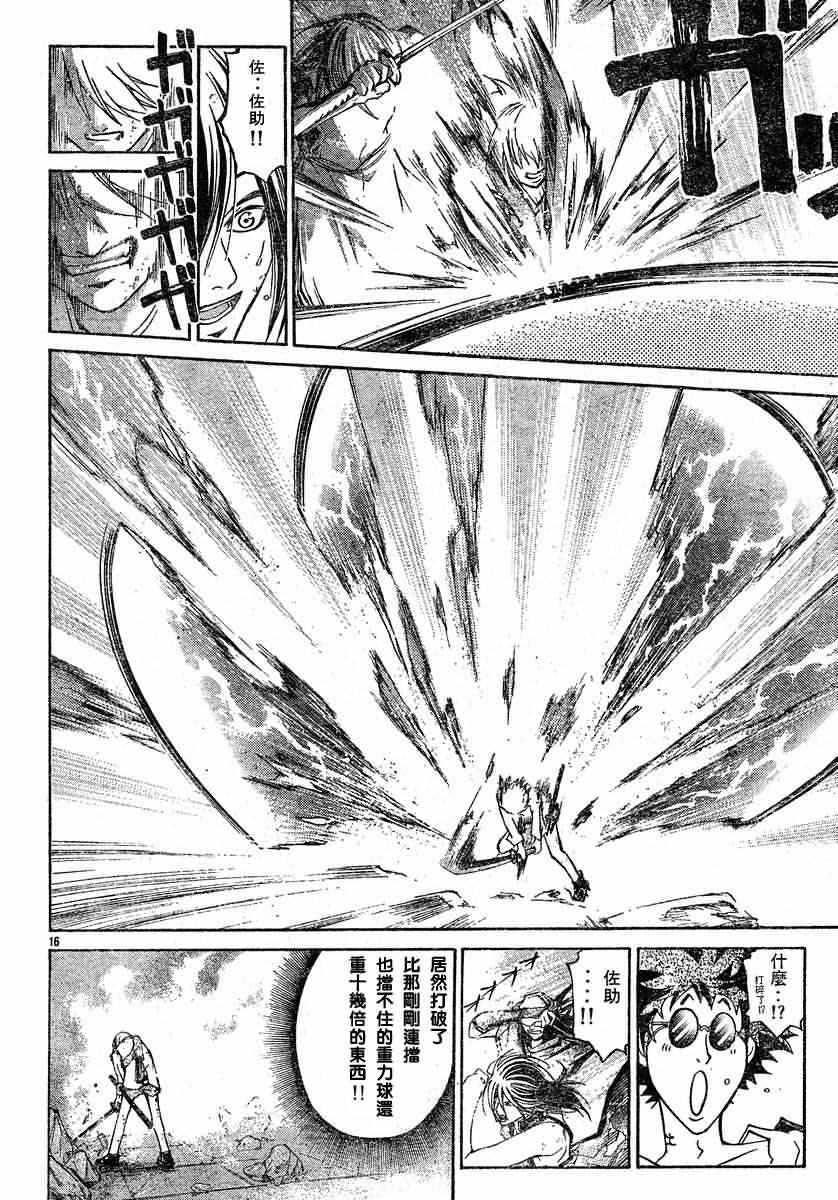 ガガ
佐‥佐助!!
ガガガガガ
什麼‥!?
打碎了!?
佐助
‥‥!!
居然打破了
比那剛剛連擋
也擋不住的重力球還
重十幾倍的東西!!
16